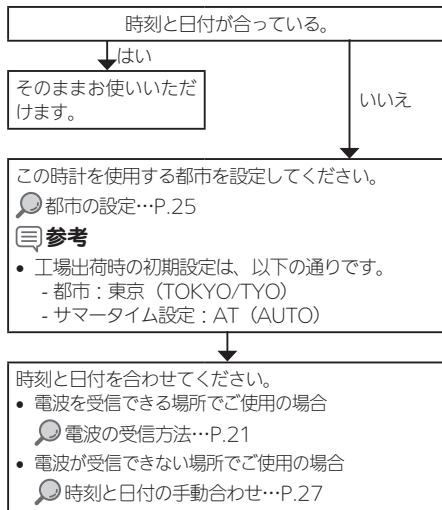 時刻と日付が合っている。
はい
そのままお使いいただ
けます。
いいえ
この時計を使用する都市を設定してください。
都市の設定…P.25
参考
• 工場出荷時の初期設定は、以下の通りです。
- 都市：東京（TOKYO/TYO）
- サマータイム設定：AT（AUTO）
時刻と日付を合わせてください。
• 電波を受信できる場所でご使用の場合
電波の受信方法…P.21
• 電波が受信できない場所でご使用の場合
時刻と日付の手動合わせ…P.27